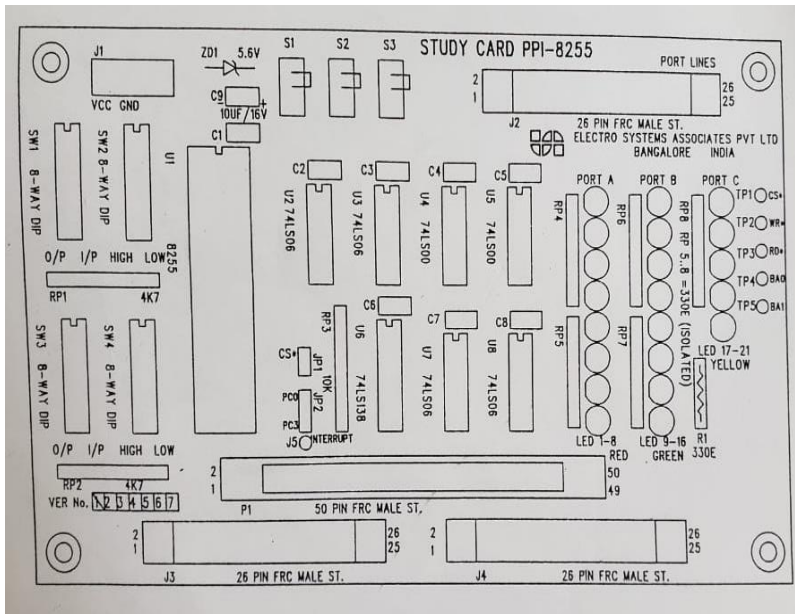 STUDY CARD PPI-8255
J1
VCC GND
ZD1 5.6V
C9
- +
10UF/16V
C1
S1 S2 S3
PORT LINES
2
1
26
25
J2 26 PIN FRC MALE ST.
ELECTRO SYSTEMS ASSOCIATES PVT LTD
BANGALORE INDIA
SW1 8-WAY DIP
SW2 8-WAY DIP
U1
8255
O/P I/P HIGH LOW
RP1 4K7
SW3 8-WAY DIP
SW4 8-WAY DIP
O/P I/P HIGH LOW
RP2 4K7
VER No. 1 2 3 4 5 6 7
C2
U2 74LS06
C3
U3 74LS06
C4
U4 74LS00
C5
U5 74LS00
C6
U6 74LS138
C7
U7 74LS06
C8
U8 74LS06
RP3
10K
CS*
JP1
PC0
JP2
PC3
J5
INTERRUPT
PORT A PORT B PORT C
RP4
RP5
RP6
RP7
RP8 RP 5..8 =330E (ISOLATED)
TP1 CS*
TP2 WR*
TP3 RD*
TP4 BA0
TP5 BA1
LED 17-21
YELLOW
R1
330E
LED 1-8
RED
LED 9-16
GREEN
2
1
50
49
P1 50 PIN FRC MALE ST,
2
1
26
25
J3 26 PIN FRC MALE ST.
2
1
26
25
J4 26 PIN FRC MALE ST.